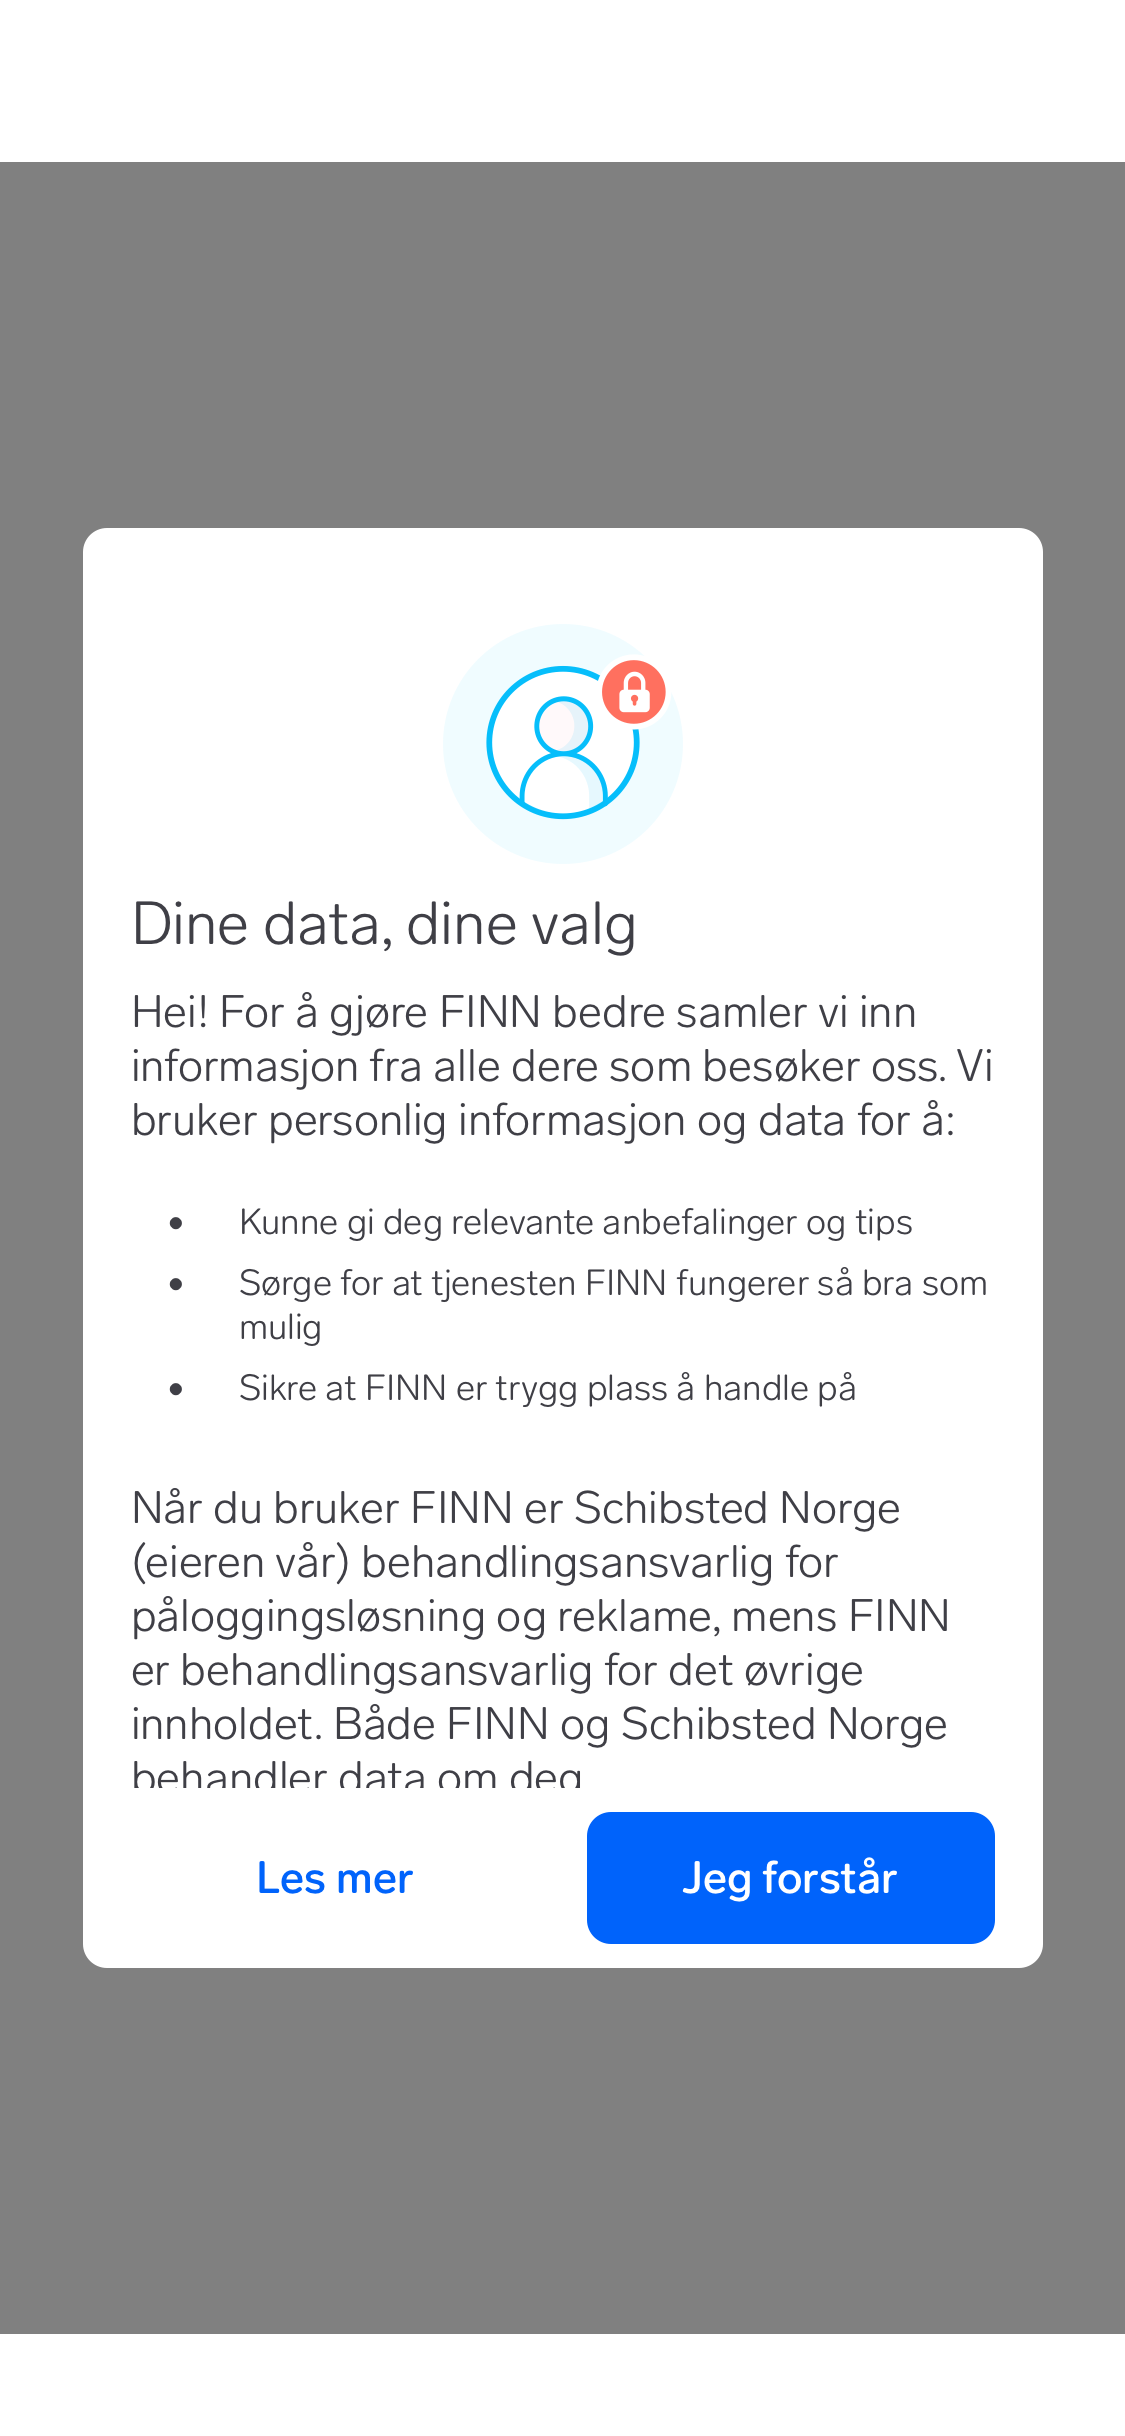 Dine data, dine valg
Hei! For å gjøre FINN bedre samler vi inn
informasjon fra alle dere som besøker oss. Vi
bruker personlig informasjon og data for å:
• Kunne gi deg relevante anbefalinger og tips
• Sørge for at tjenesten FINN fungerer så bra som
mulig
• Sikre at FINN er trygg plass å handle på
Når du bruker FINN er Schibsted Norge
(eieren vår) behandlingsansvarlig for
påloggingsløsning og reklame, mens FINN
er behandlingsansvarlig for det øvrige
innholdet. Både FINN og Schibsted Norge
behandler data om deg
Les mer
Jeg forstår